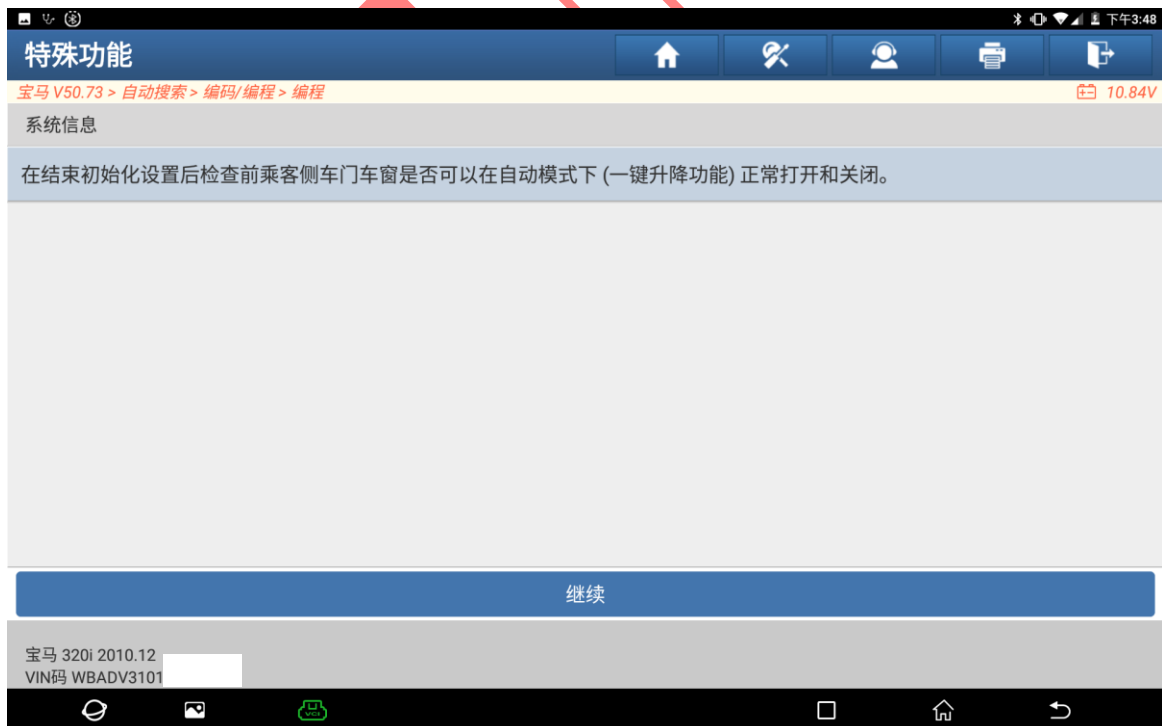 下午3:48
特殊功能
宝马 V50.73 > 自动搜索 > 编码/编程 > 编程
10.84V
系统信息
在结束初始化设置后检查前乘客侧车门车窗是否可以在自动模式下 (一键升降功能) 正常打开和关闭。
继续
宝马 320i 2010.12
VIN码 WBADV3101
VCI